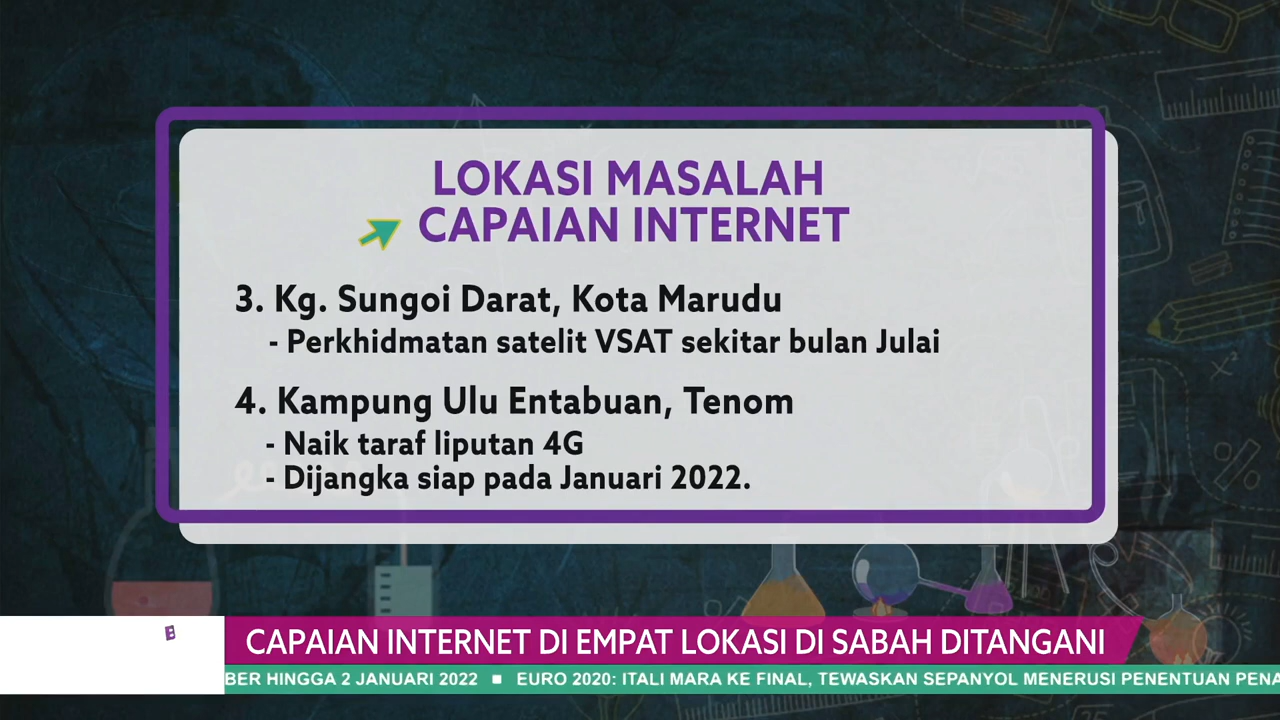 LOKASI MASALAH
CAPAIAN INTERNET
3. Kg. Sungoi Darat, Kota Marudu
- Perkhidmatan satelit VSAT sekitar bulan Julai
4. Kampung Ulu Entabuan, Tenom
- Naik taraf liputan 4G
- Dijangka siap pada Januari 2022.
CAPAIAN INTERNET DI EMPAT LOKASI DI SABAH DITANGANI
BER HINGGA 2 JANUARI 2022 ■ EURO 2020: ITALI MARA KE FINAL, TEWASKAN SEPANYOL MENERUSI PENENTUAN PENA